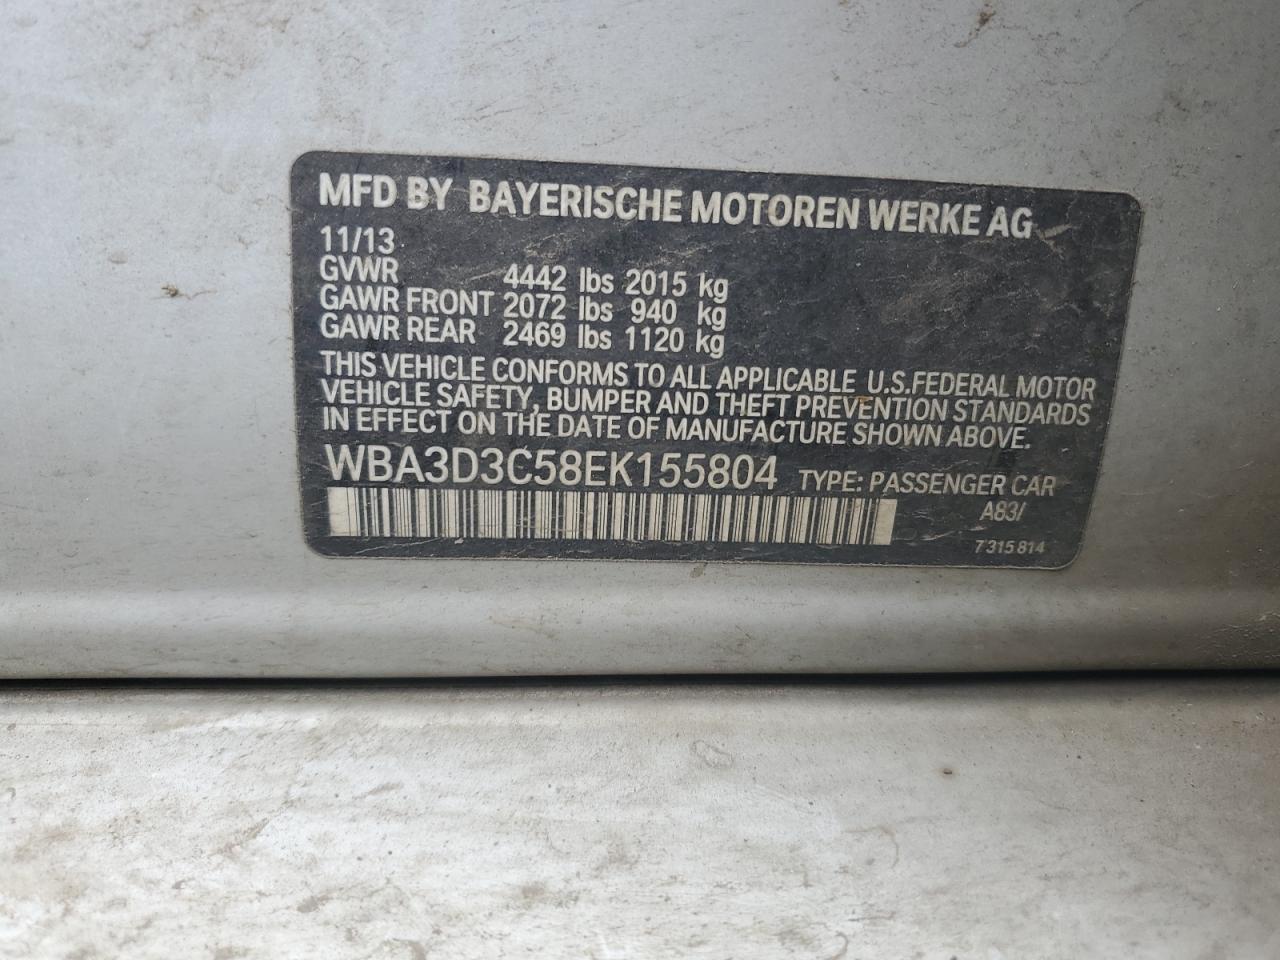 MFD BY BAYERISCHE MOTOREN WERKE AG
11/13
GVWR 4442 lbs 2015 kg
GAWR FRONT 2072 lbs 940 kg
GAWR REAR 2469 lbs 1120 kg
THIS VEHICLE CONFORMS TO ALL APPLICABLE U.S.FEDERAL MOTOR
VEHICLE SAFETY, BUMPER AND THEFT PREVENTION STANDARDS
IN EFFECT ON THE DATE OF MANUFACTURE SHOWN ABOVE.
WBA3D3C58EK155804 TYPE: PASSENGER CAR
A83/
7 315 814